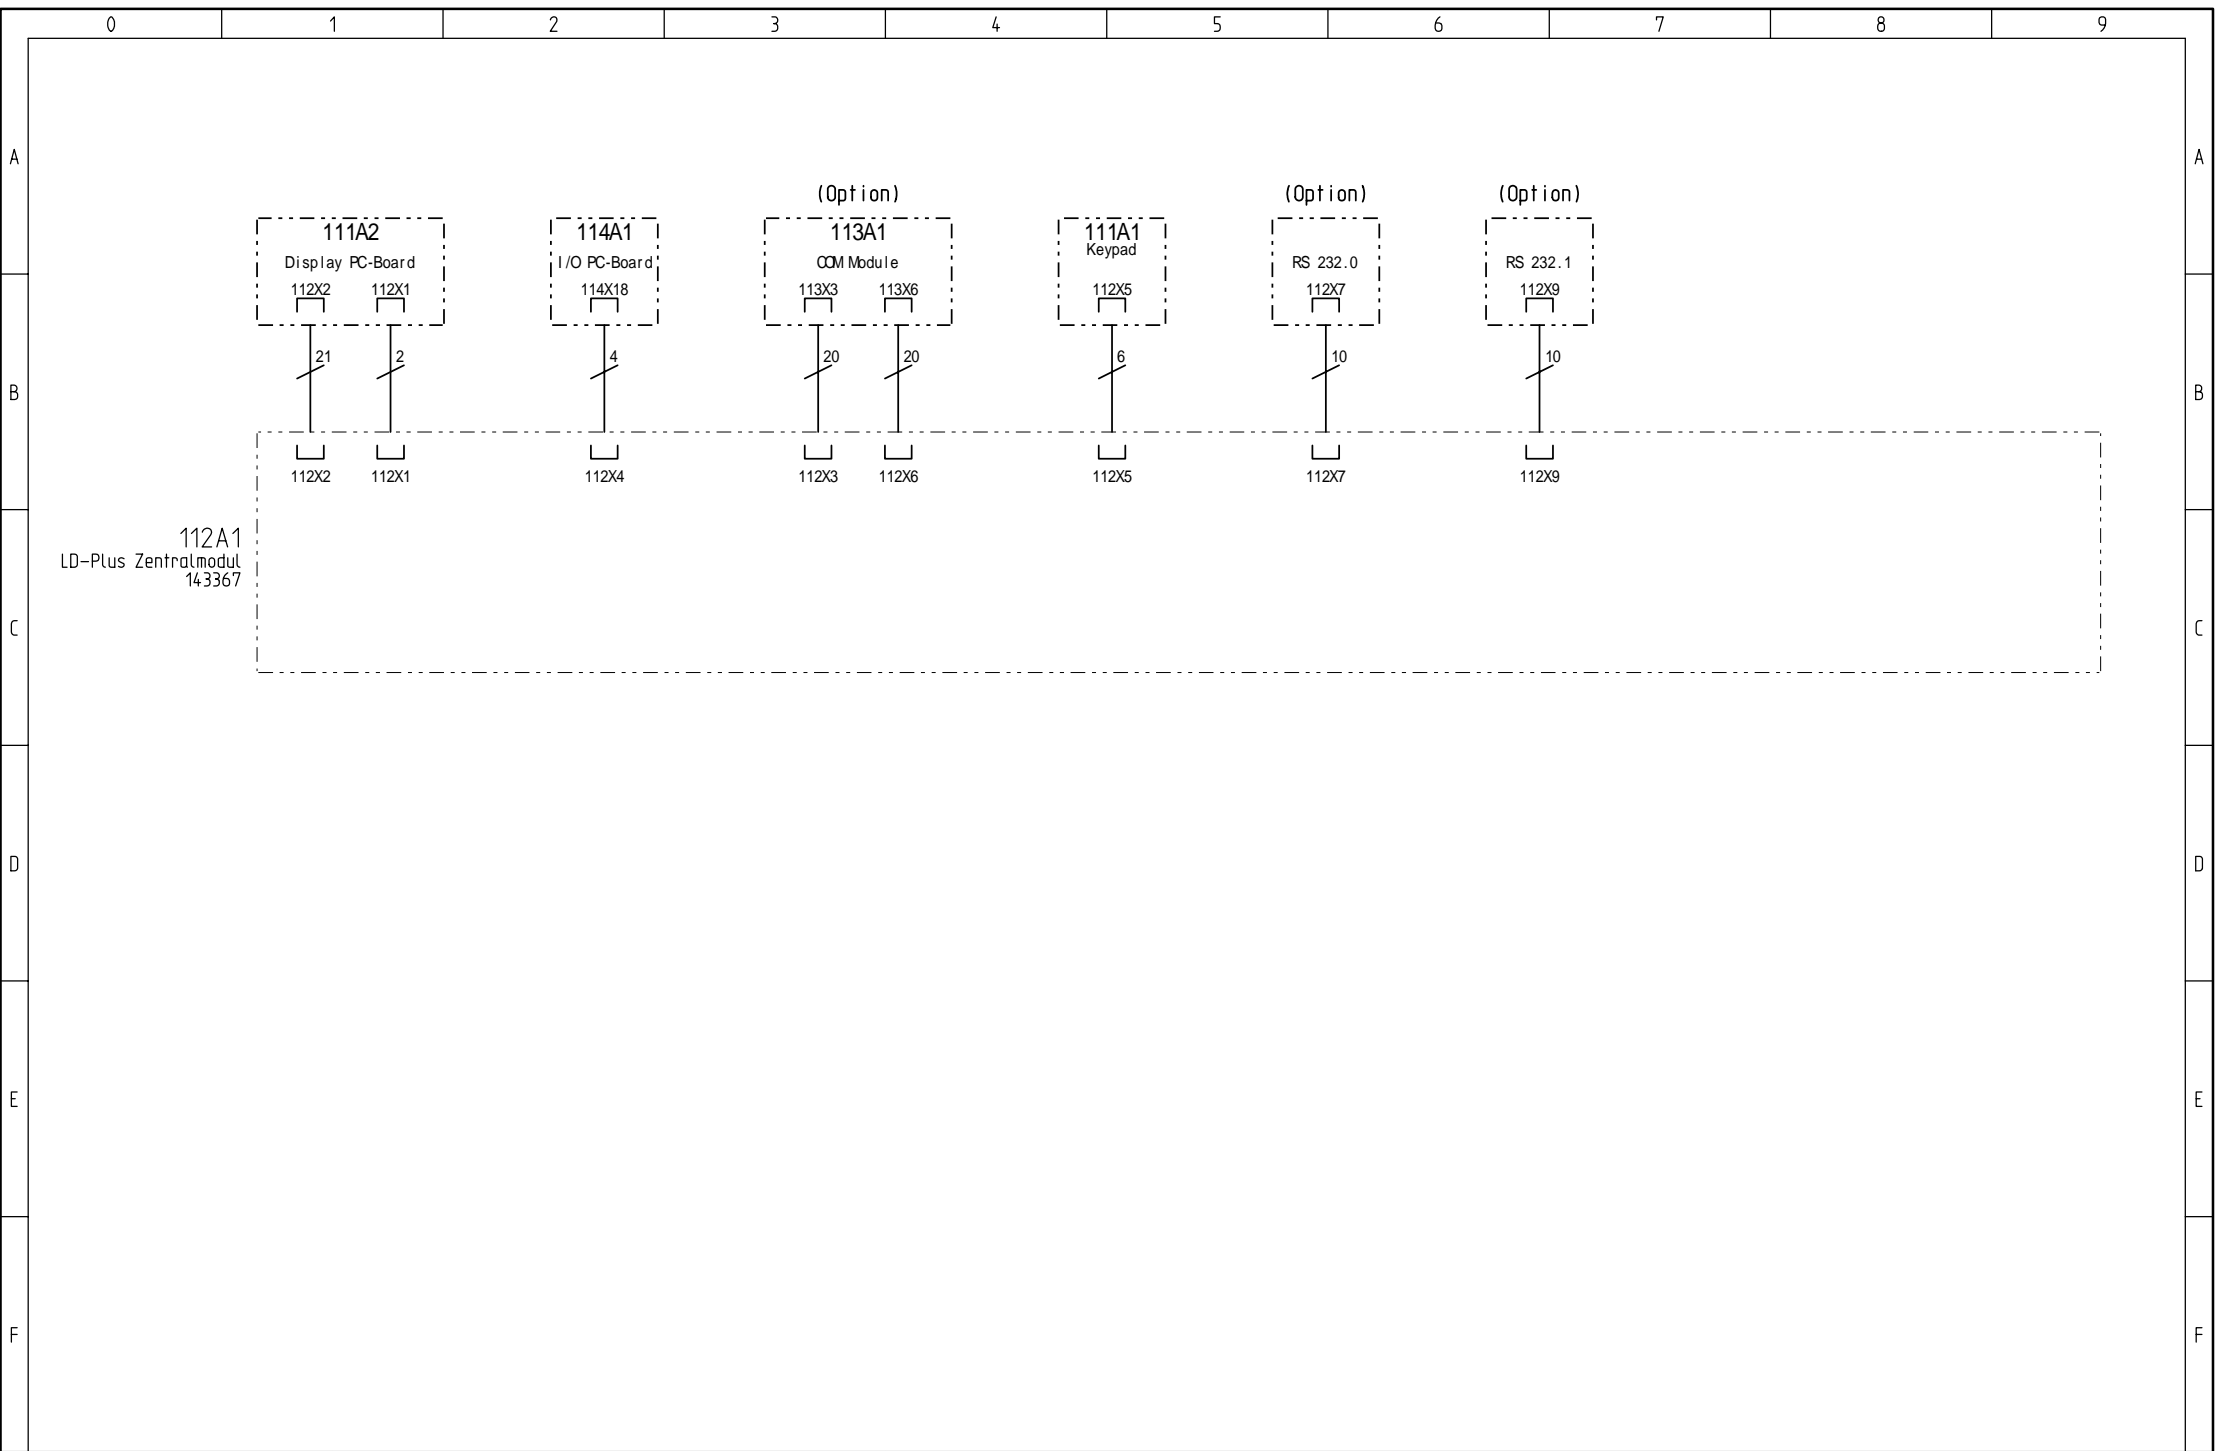 0 1 2 3 4 5 6 7 8 9
A A
(Option) (Option) (Option)
111A2 114A1 113A1 111A1
Keypad
Display PC-Board I/O PC-Board COM Module RS 232.0 RS 232.1
112X2 112X1 114X18 113X3 113X6 112X5 112X7 112X9
21 2 4 20 20 6 10 10
B B
112X2 112X1 112X4 112X3 112X6 112X5 112X7 112X9
112A1
LD-Plus Zentralmodul
143367
C C
D D
E E
F F